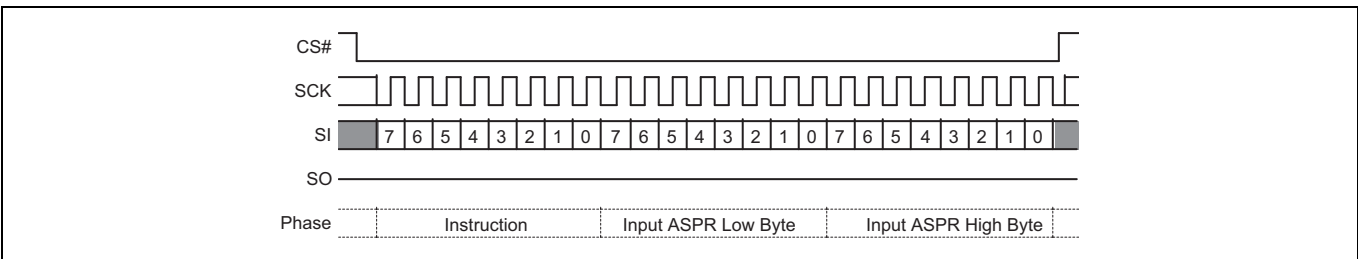 CS#
SCK
SI 7 6 5 4 3 2 1 0 7 6 5 4 3 2 1 0 7 6 5 4 3 2 1 0
SO
Phase Instruction Input ASPR Low Byte Input ASPR High Byte